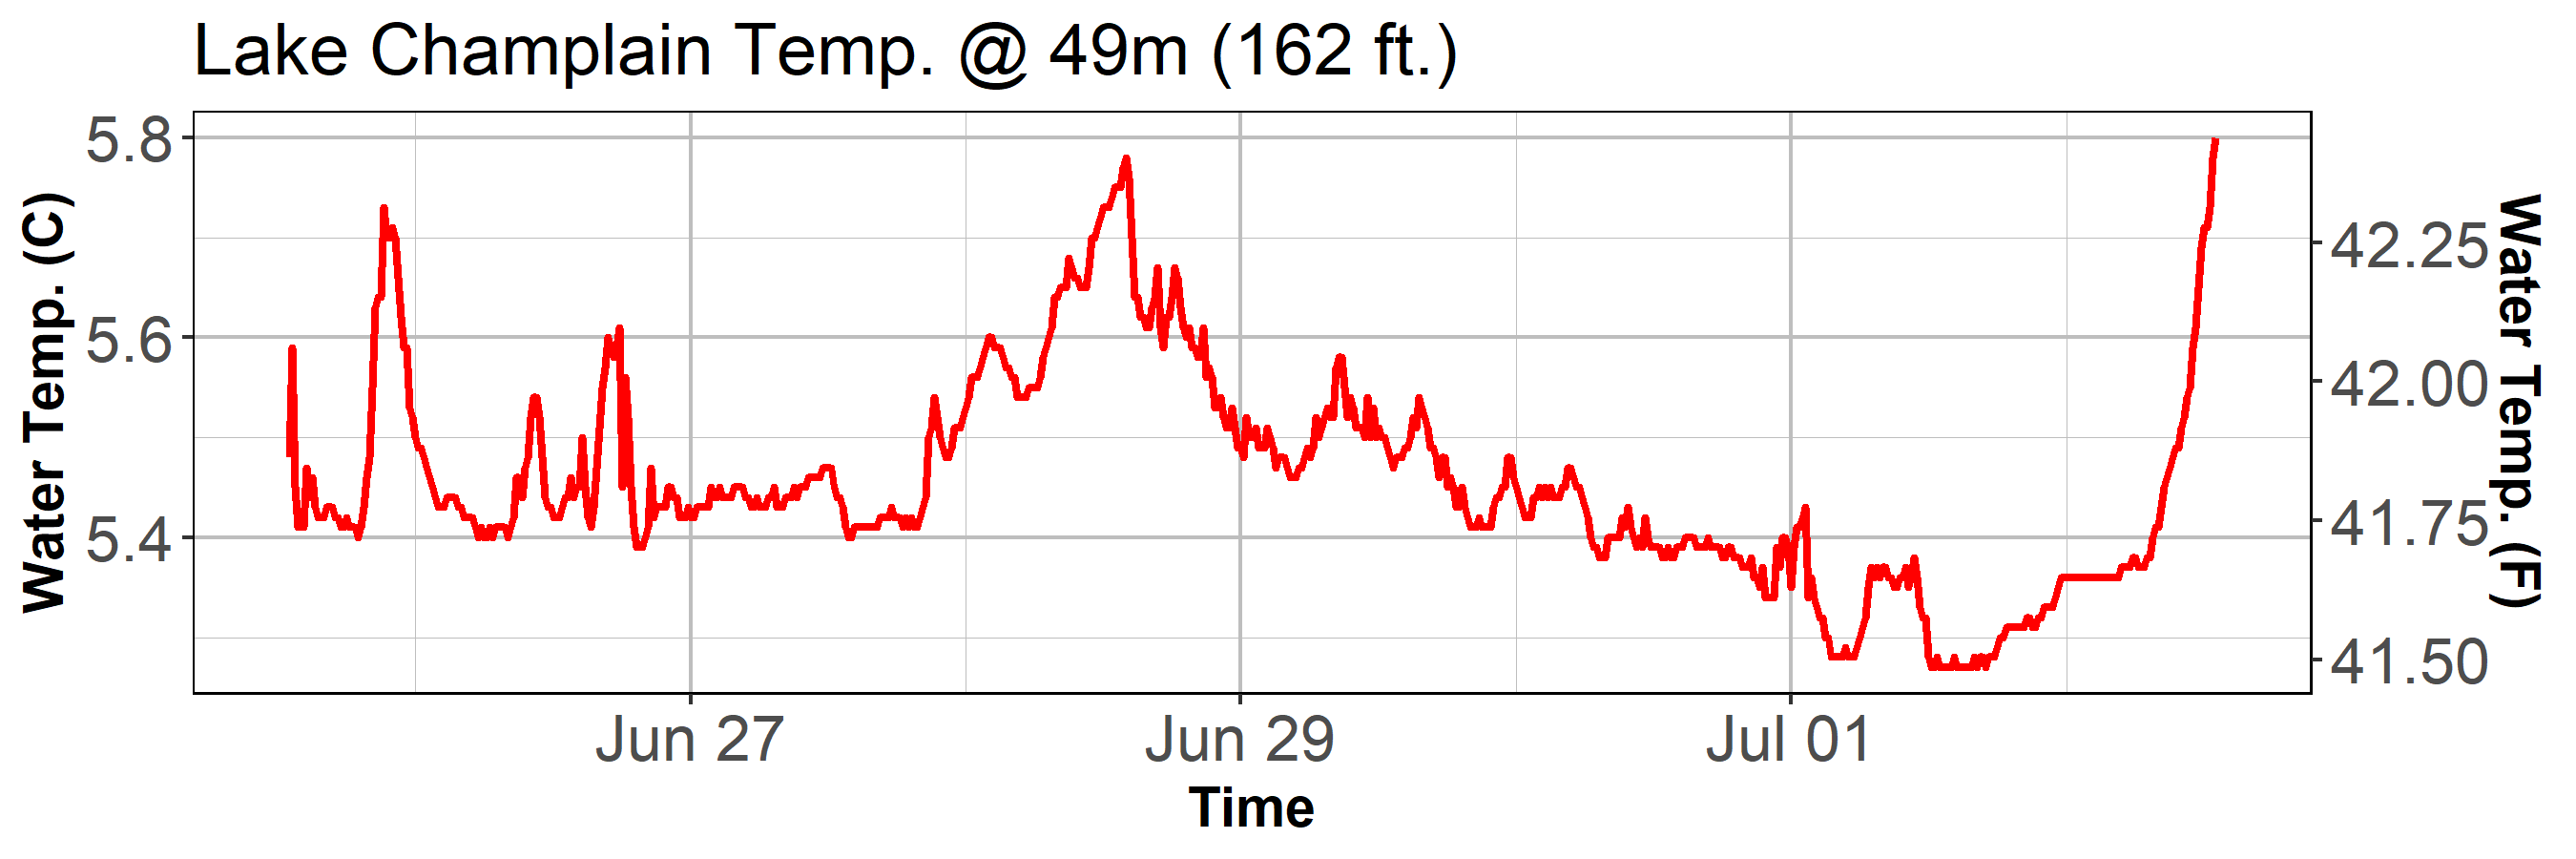 Lake Champlain Temp. @ 49m (162 ft.)
Water Temp. (C)
5.8
5.6
5.4
42.25
42.00
41.75
41.50
Water Temp. (F)
Jun 27
Jun 29
Jul 01
Time